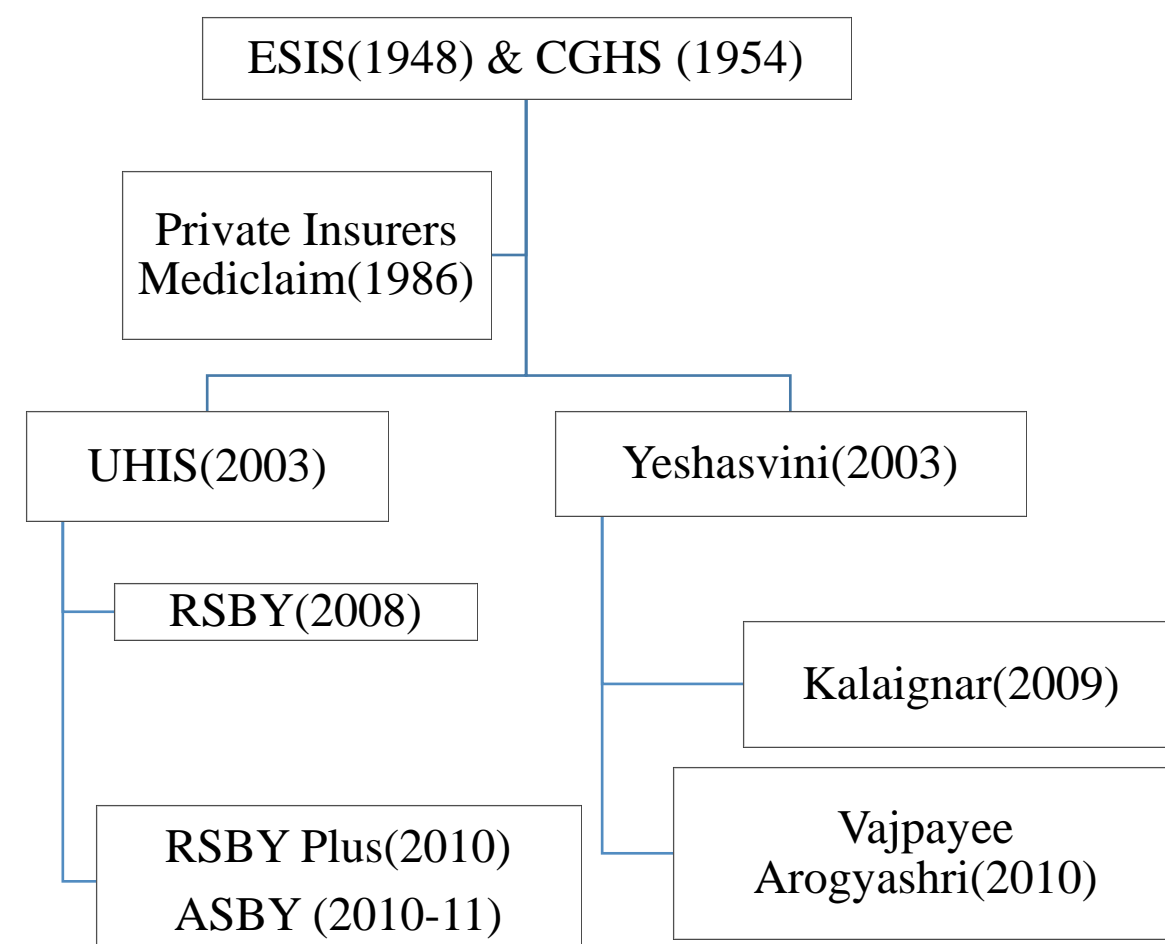 ESIS(1948) & CGHS (1954)
Private Insurers
Mediclaim(1986)
UHIS(2003)
Yeshasvini(2003)
RSBY(2008)
Kalaignar(2009)
RSBY Plus(2010)
ASBY (2010-11)
Vajpayee
Arogyashri(2010)